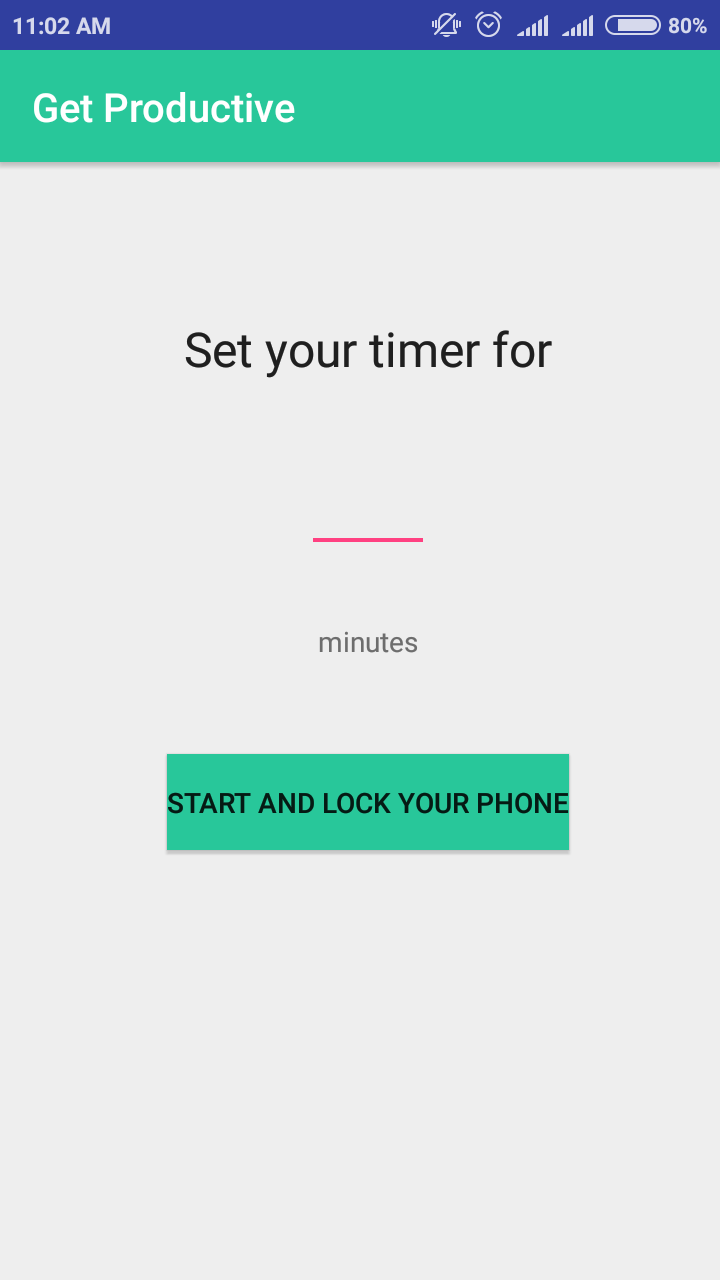 11:02 AM 80%
Get Productive
Set your timer for
minutes
START AND LOCK YOUR PHONE